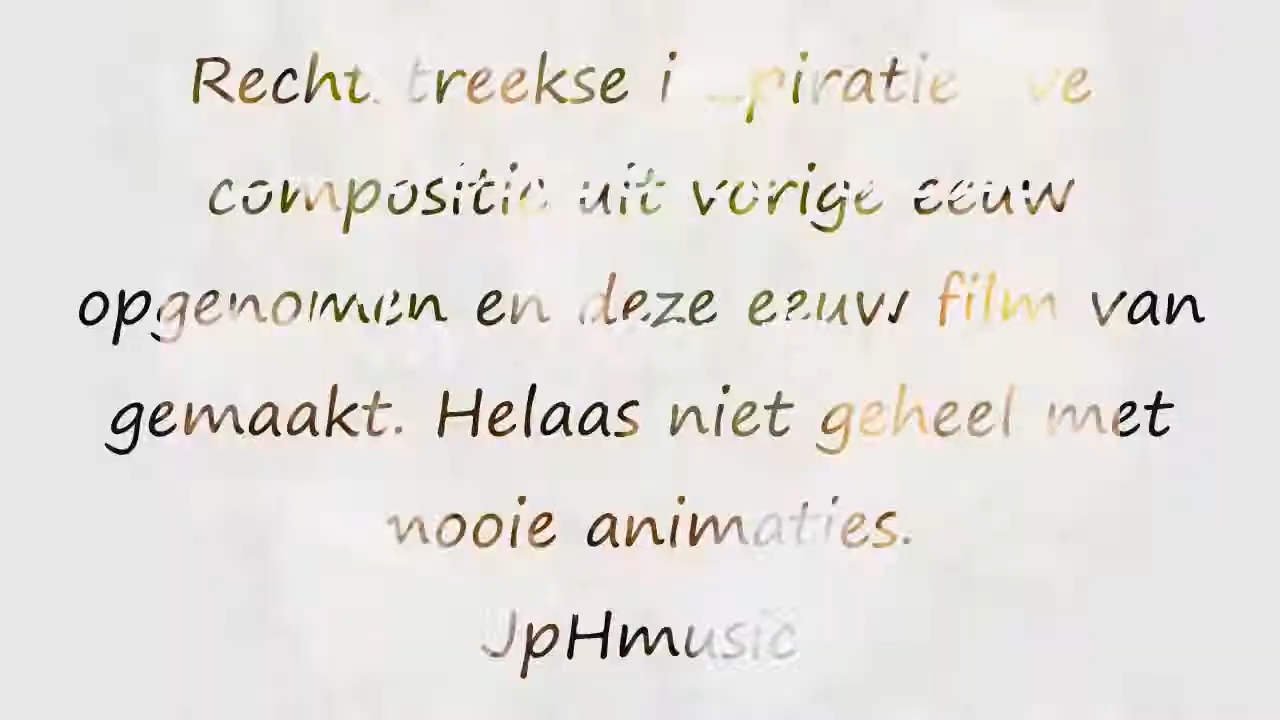 Rechtstreekse inspiratieve
compositie uit vorige eeuw
opgenomen en deze eeuw film van
gemaakt. Helaas niet geheel met
mooie animaties.
JpHmusic